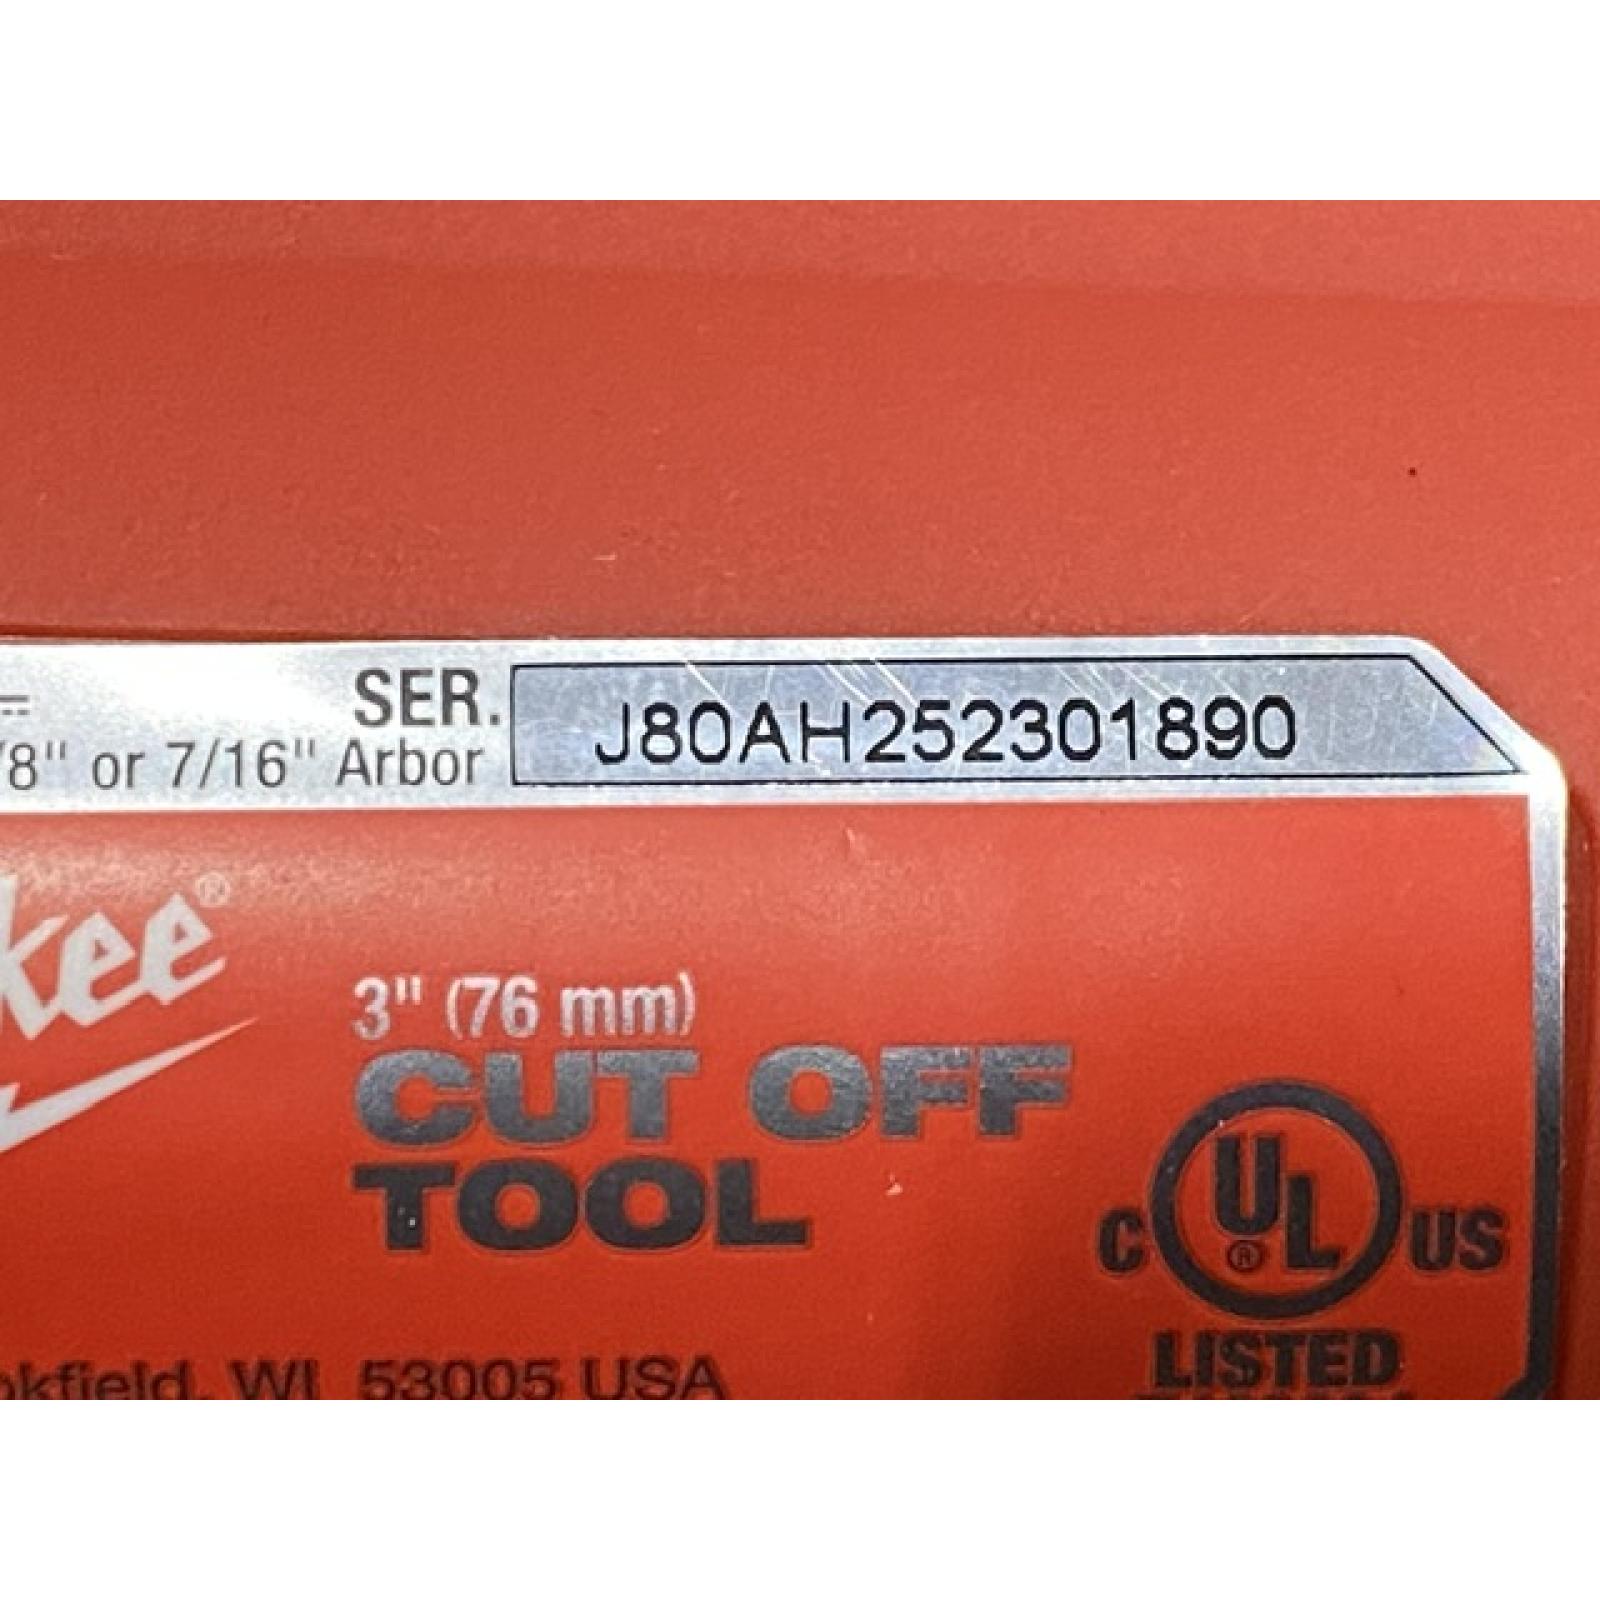 SER. J80AH252301890
/8" or 7/16" Arbor
kee®
3" (76 mm)
CUT OFF
TOOL
C UL® US
LISTED
okfield, WI 53005 USA